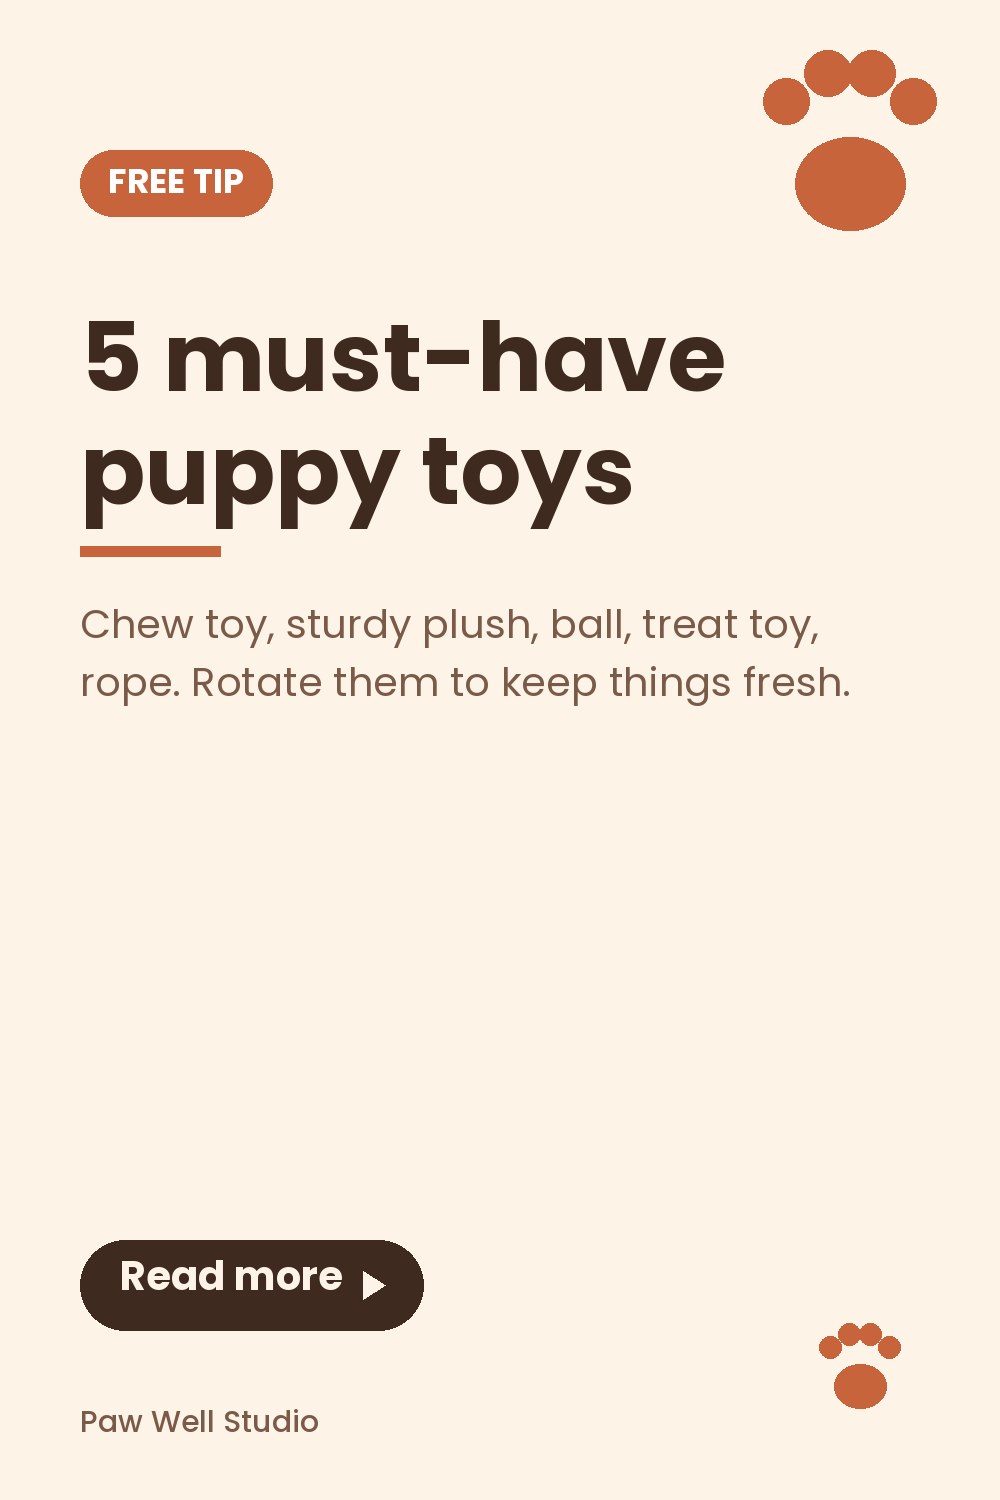 FREE TIP
5 must-have
puppy toys
Chew toy, sturdy plush, ball, treat toy,
rope. Rotate them to keep things fresh.
Read more
Paw Well Studio